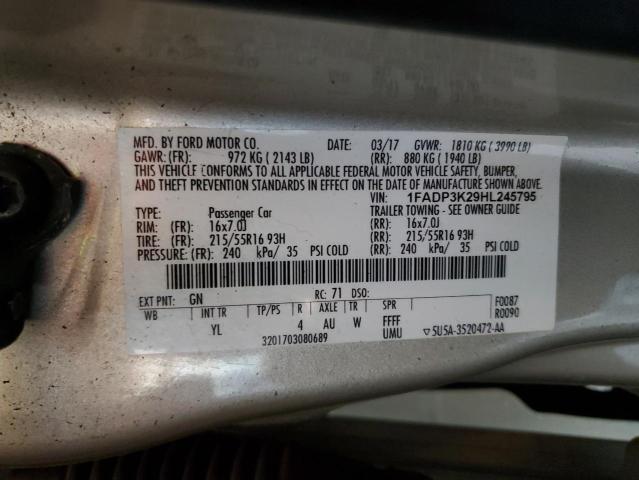 MFD. BY FORD MOTOR CO. DATE: 03/17 GVWR: 1810 KG ( 3990 LB)
GAWR: (FR): 972 KG ( 2143 LB) (RR): 880 KG ( 1940 LB)
THIS VEHICLE CONFORMS TO ALL APPLICABLE FEDERAL MOTOR VEHICLE SAFETY, BUMPER,
AND THEFT PREVENTION STANDARDS IN EFFECT ON THE DATE OF MANUFACTURE SHOWN ABOVE.
VIN: 1FADP3K29HL245795
TYPE: Passenger Car TRAILER TOWING - SEE OWNER GUIDE
RIM: (FR): 16x7.0J (RR): 16x7.0J
TIRE: (FR): 215/55R16 93H (RR): 215/55R16 93H
PRESSURE: (FR): 240 kPa/ 35 PSI COLD (RR): 240 kPa/ 35 PSI COLD
EXT PNT: GN RC: 71 DSO: F0087
WB INT TR TP/PS R AXLE TR SPR R0090
YL 4 AU W FFFF
3201703080689 UMU ▽5U5A-3520472-AA